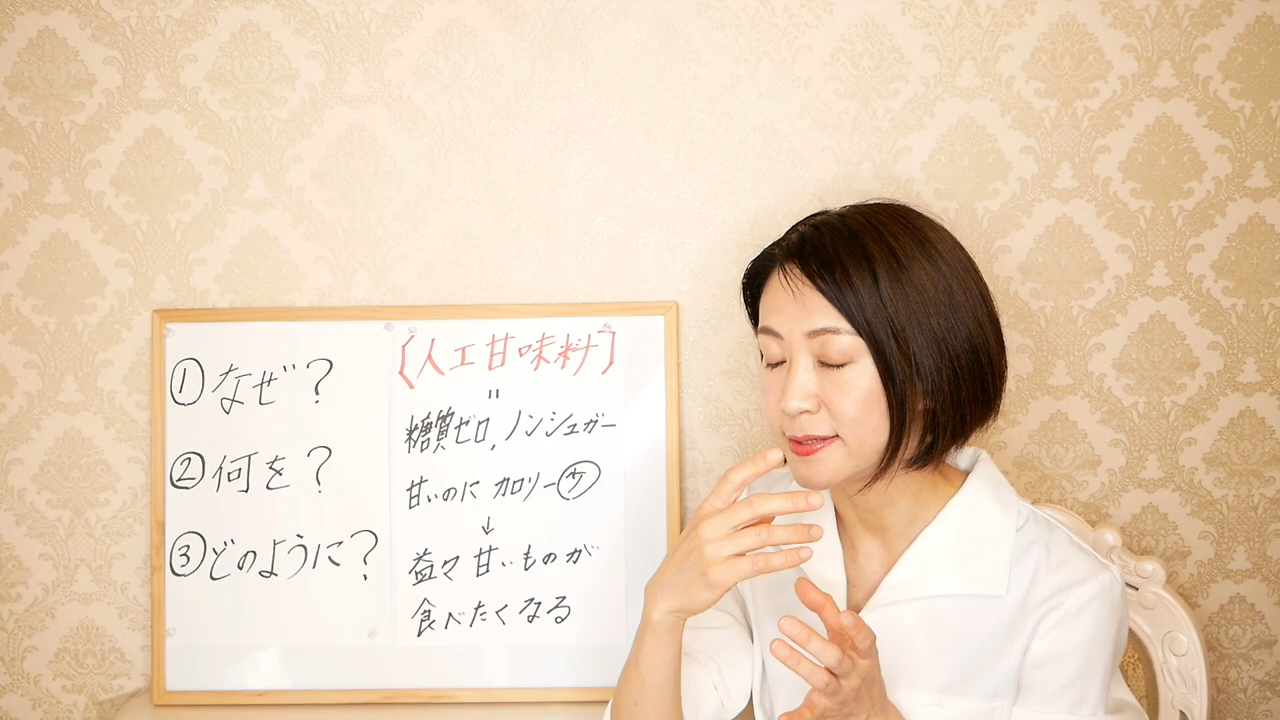 ① なぜ？
② 何を？
③ どのように？
〔人工甘味料〕
〃
糖質ゼロ, ノンシュガー
甘いのに カロリー㋚
↓
益々 甘いものが
食べたくなる